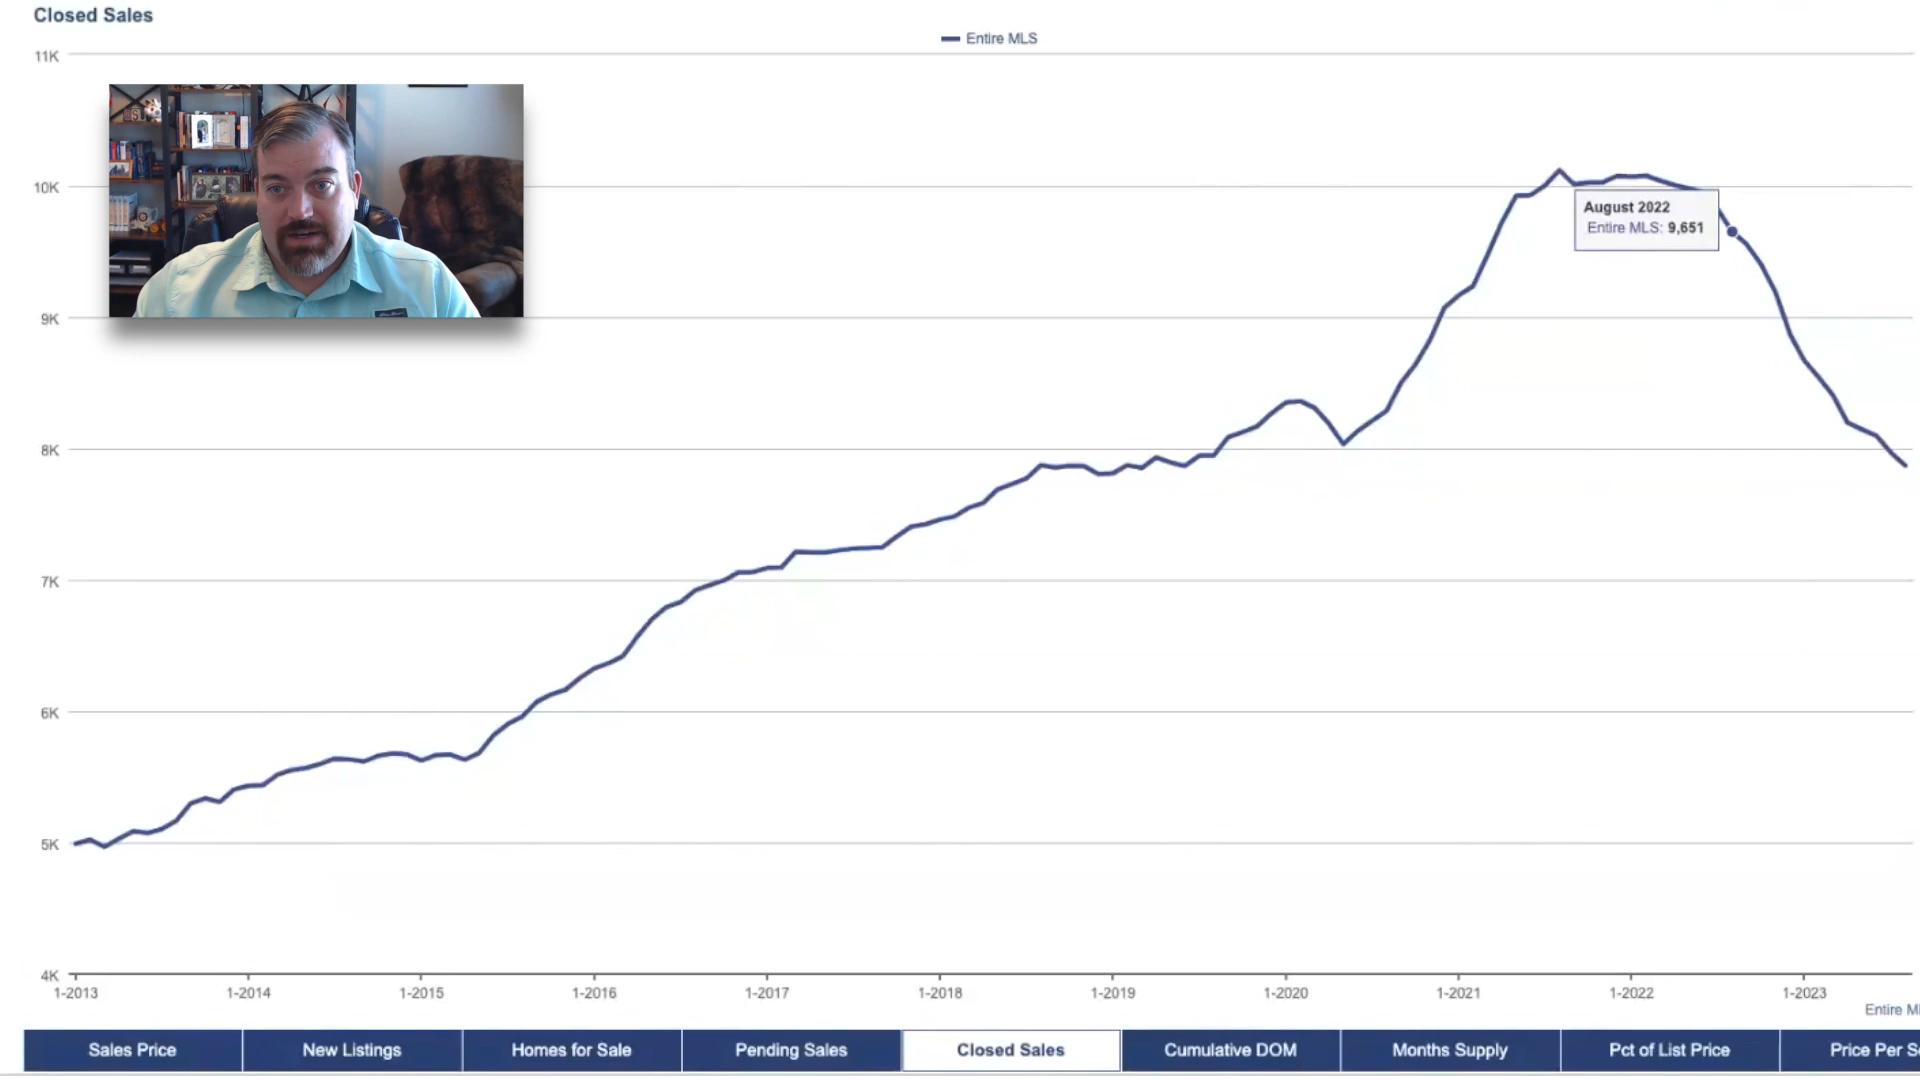 Closed Sales
Entire MLS
11K
10K
9K
8K
7K
6K
5K
4K
August 2022
Entire MLS: 9,651
1-2013 1-2014 1-2015 1-2016 1-2017 1-2018 1-2019 1-2020 1-2021 1-2022 1-2023
Entire
Sales Price New Listings Homes for Sale Pending Sales Closed Sales Cumulative DOM Months Supply Pct of List Price Price Per